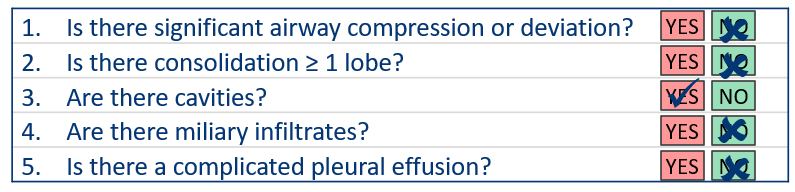 1. Is there significant airway compression or deviation? YES NO
2. Is there consolidation ≥ 1 lobe? YES NO
3. Are there cavities? YES NO
4. Are there miliary infiltrates? YES NO
5. Is there a complicated pleural effusion? YES NO